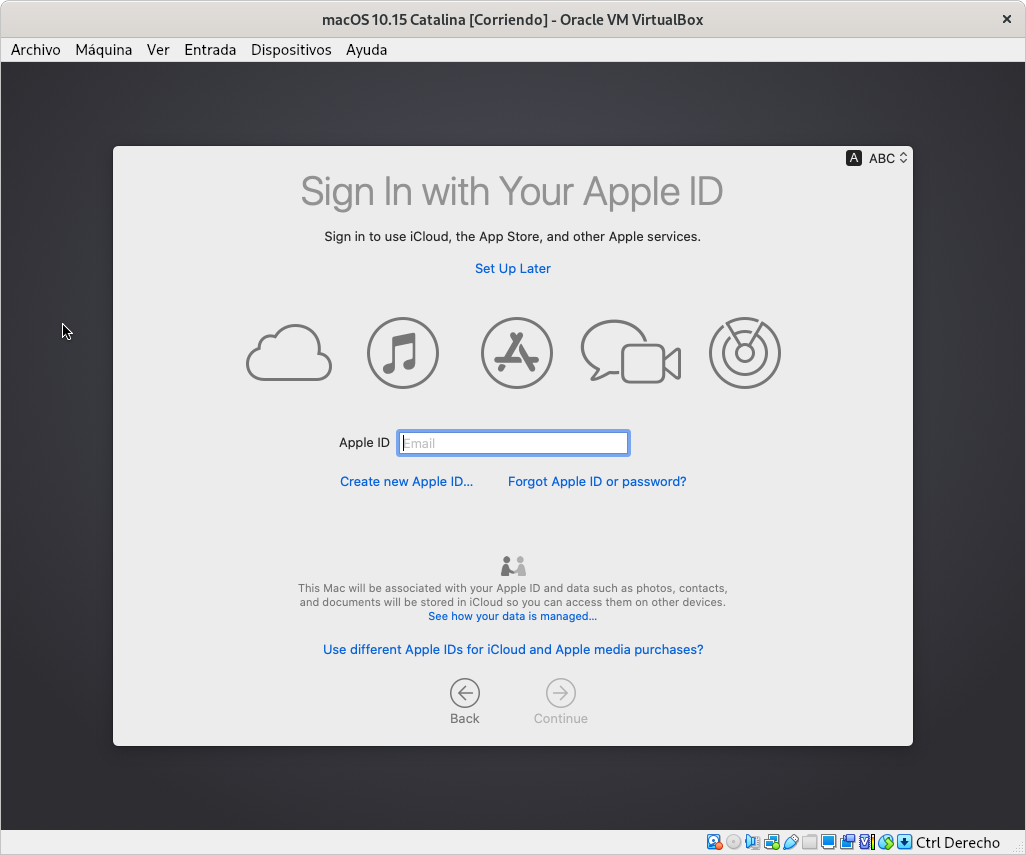 macOS 10.15 Catalina [Corriendo] - Oracle VM VirtualBox
Archivo Máquina Ver Entrada Dispositivos Ayuda
A ABC
Sign In with Your Apple ID
Sign in to use iCloud, the App Store, and other Apple services.
Set Up Later
Apple ID Email
Create new Apple ID... Forgot Apple ID or password?
This Mac will be associated with your Apple ID and data such as photos, contacts,
and documents will be stored in iCloud so you can access them on other devices.
See how your data is managed...
Use different Apple IDs for iCloud and Apple media purchases?
Back Continue
Ctrl Derecho